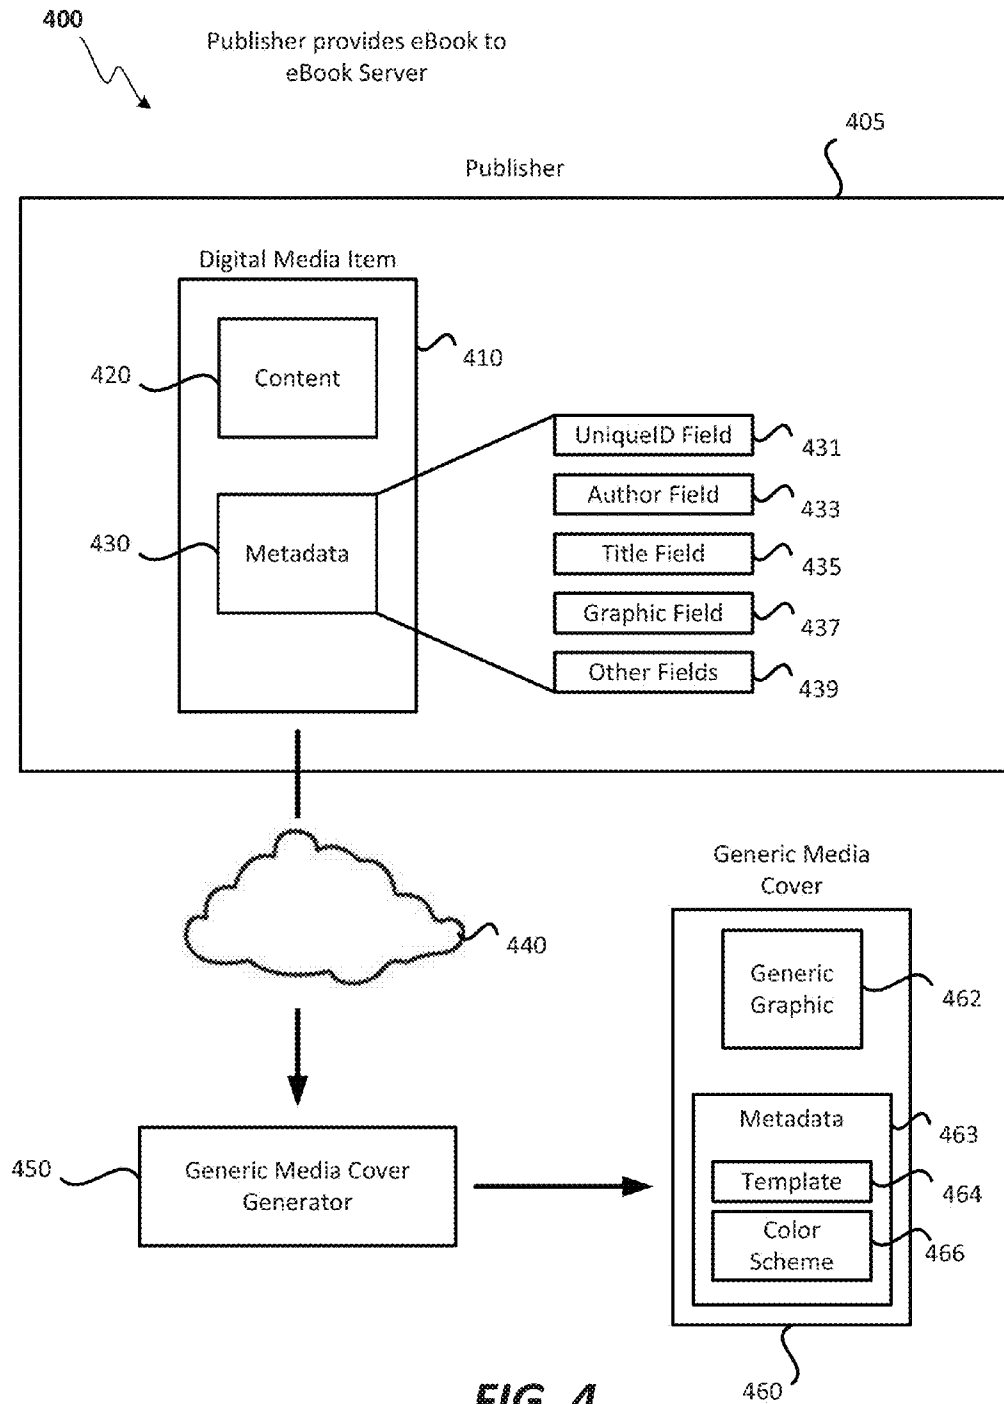 400
Publisher provides eBook to
eBook Server
405
Publisher
Digital Media Item
410
420
Content
UniqueID Field
431
Author Field
433
430
Metadata
Title Field
435
Graphic Field
437
Other Fields
439
Generic Media
Cover
440
Generic
Graphic
462
Metadata
463
450
Generic Media Cover
Generator
Template
464
Color
Scheme
466
460
FIG. 4